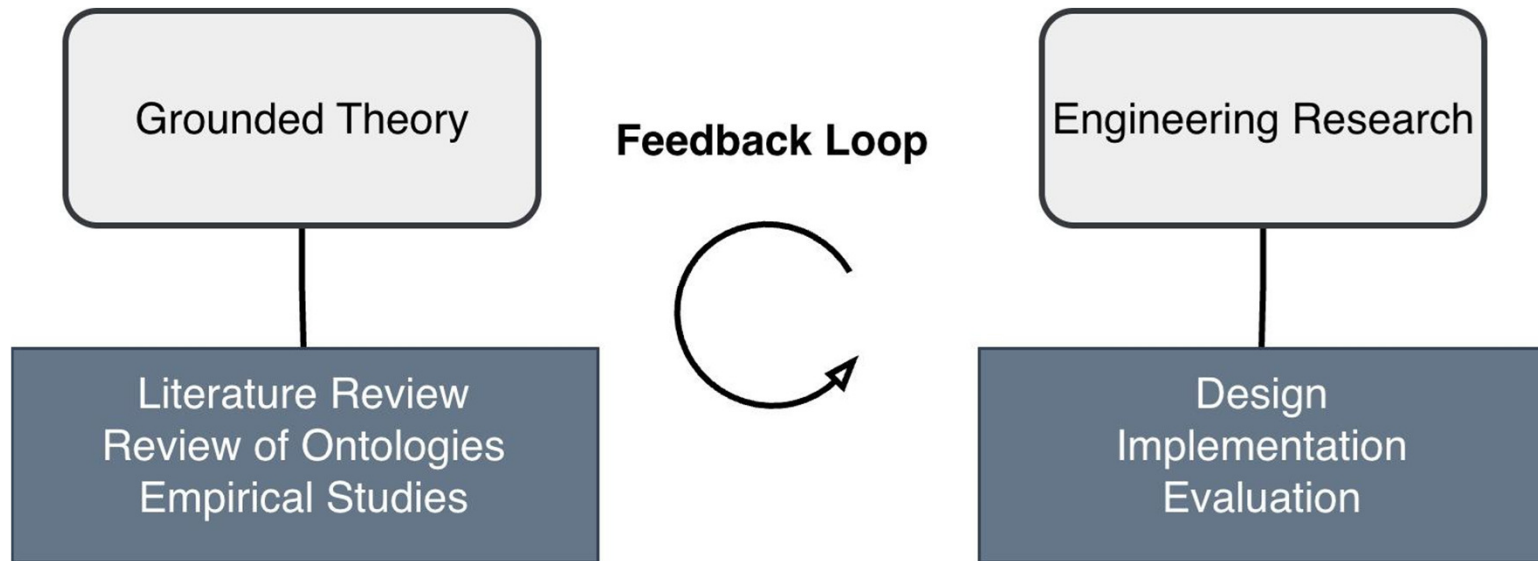 Grounded Theory
Feedback Loop
Engineering Research
Literature Review
Review of Ontologies
Empirical Studies
Design
Implementation
Evaluation